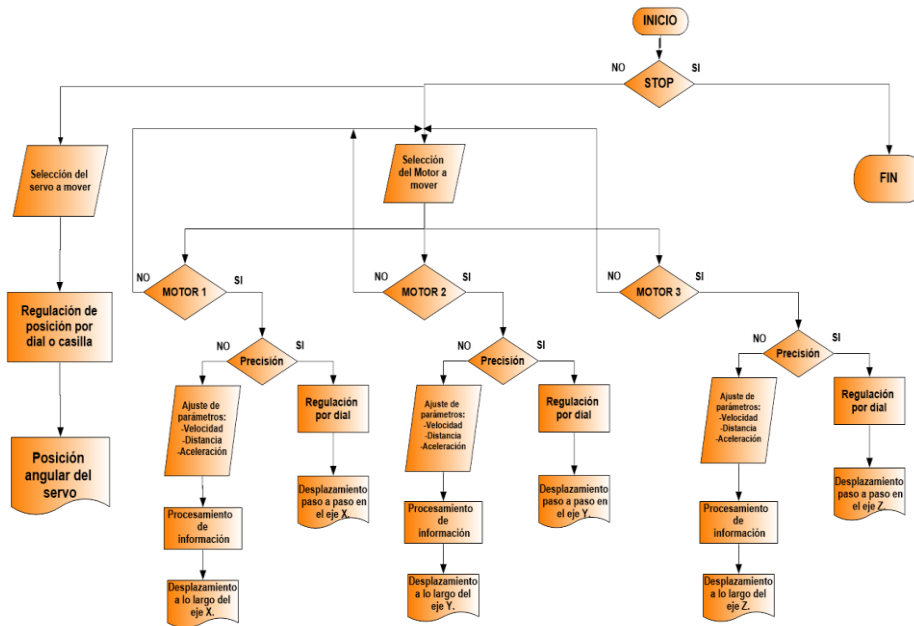 INICIO
NO
SI
STOP
Selección del
servo a mover
Selección
del Motor a
mover
FIN
NO
SI
MOTOR 1
NO
SI
MOTOR 2
NO
SI
MOTOR 3
Regulación de
posición por
dial o casilla
NO
SI
Precisión
NO
SI
Precisión
NO
SI
Precisión
Ajuste de
parámetros:
-Velocidad
-Distancia
-Aceleración
Regulación
por dial
Ajuste de
parámetros:
-Velocidad
-Distancia
-Aceleración
Regulación
por dial
Ajuste de
parámetros:
-Velocidad
-Distancia
-Aceleración
Regulación
por dial
Posición
angular del
servo
Desplazamiento
paso a paso en
el eje X.
Desplazamiento
paso a paso en
el eje Y.
Desplazamiento
paso a paso en
el eje Z.
Procesamiento
de
información
Procesamiento
de
información
Procesamiento
de
información
Desplazamiento
a lo largo del
eje X.
Desplazamiento
a lo largo del
eje Y.
Desplazamiento
a lo largo del
eje Z.